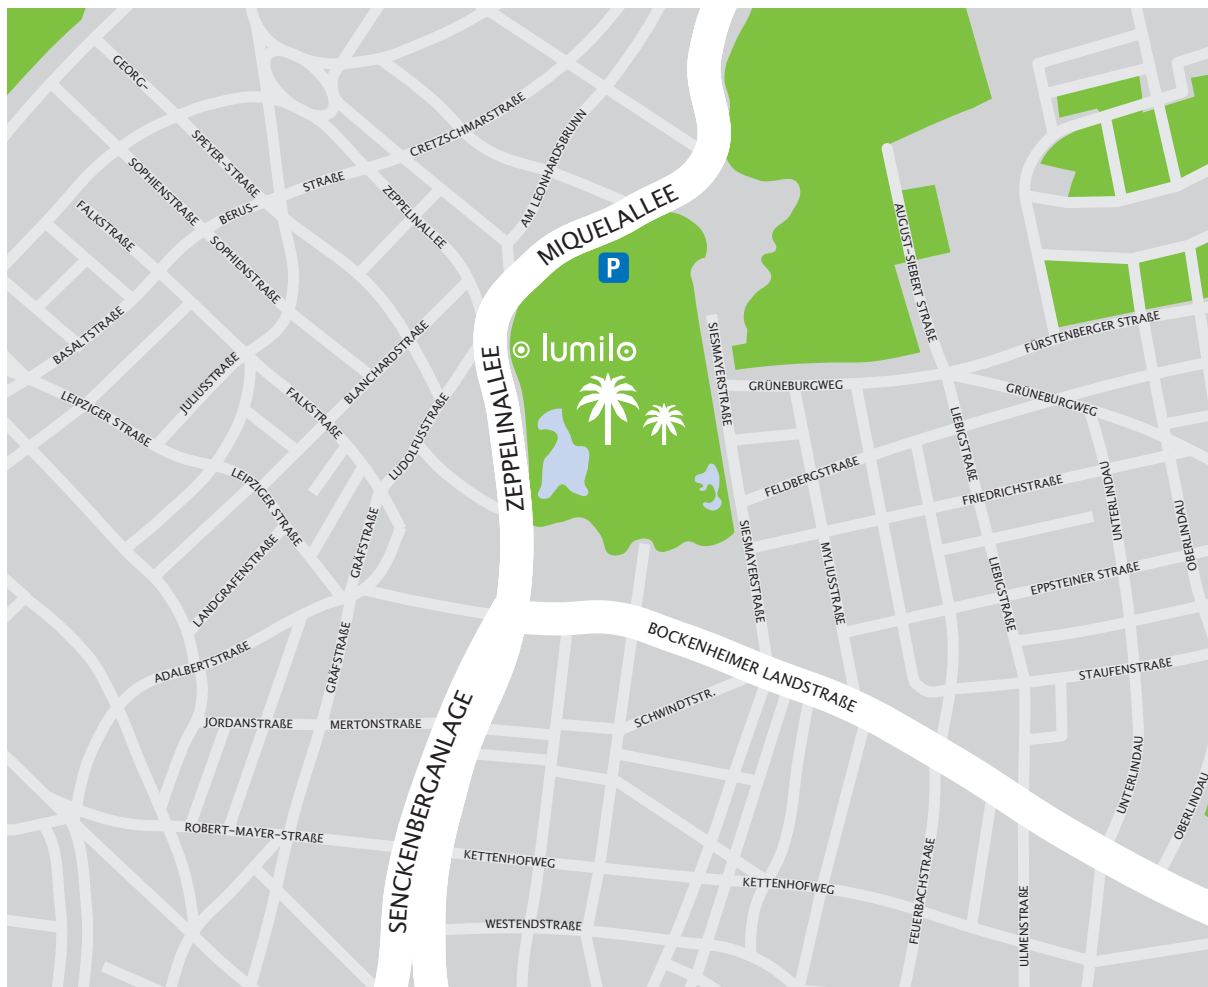 GEORG-
SPEYER-STRAßE
CRETZSCHMARSTRAßE
AM LEONHARDSBRUNN
SOPHIENSTRAßE
BERUS-
STRAßE
ZEPPELINALLEE
FALKSTRAßE
SOPHIENSTRAßE
MIQUELALLEE
P
AUGUST-SIEBERT STRAßE
BASALTSTRAßE
JULIUSSTRAßE
BLANCHARDSTRAßE
FALKSTRAßE
LEIPZIGER STRAßE
LUDOLFUSSTRAßE
ZEPPELINALLEE
lumilo
SIESMAYERSTRAßE
FÜRSTENBERGER STRAßE
GRÜNEBURGWEG
GRÜNEBURGWEG
LIEBIGSTRAßE
FELDBERGSTRAßE
FRIEDRICHSTRAßE
UNTERLINDAU
OBERLINDAU
LEIPZIGER STRAßE
LANDGRAFENSTRAßE
GRÄFSTRAßE
SIESMAYERSTRAßE
MYLIUSSTRAßE
LIEBIGSTRAßE
EPPSTEINER STRAßE
ADALBERTSTRAßE
GRÄFSTRAßE
BOCKENHEIMER LANDSTRAßE
STAUFENSTRAßE
SCHWINDTSTR.
JORDANSTRAßE
MERTONSTRAßE
SENCKENBERGANLAGE
UNTERLINDAU
OBERLINDAU
ROBERT-MAYER-STRAßE
KETTENHOFWEG
KETTENHOFWEG
FEUERBACHSTRAßE
ULMENSTRAßE
WESTENDSTRAßE